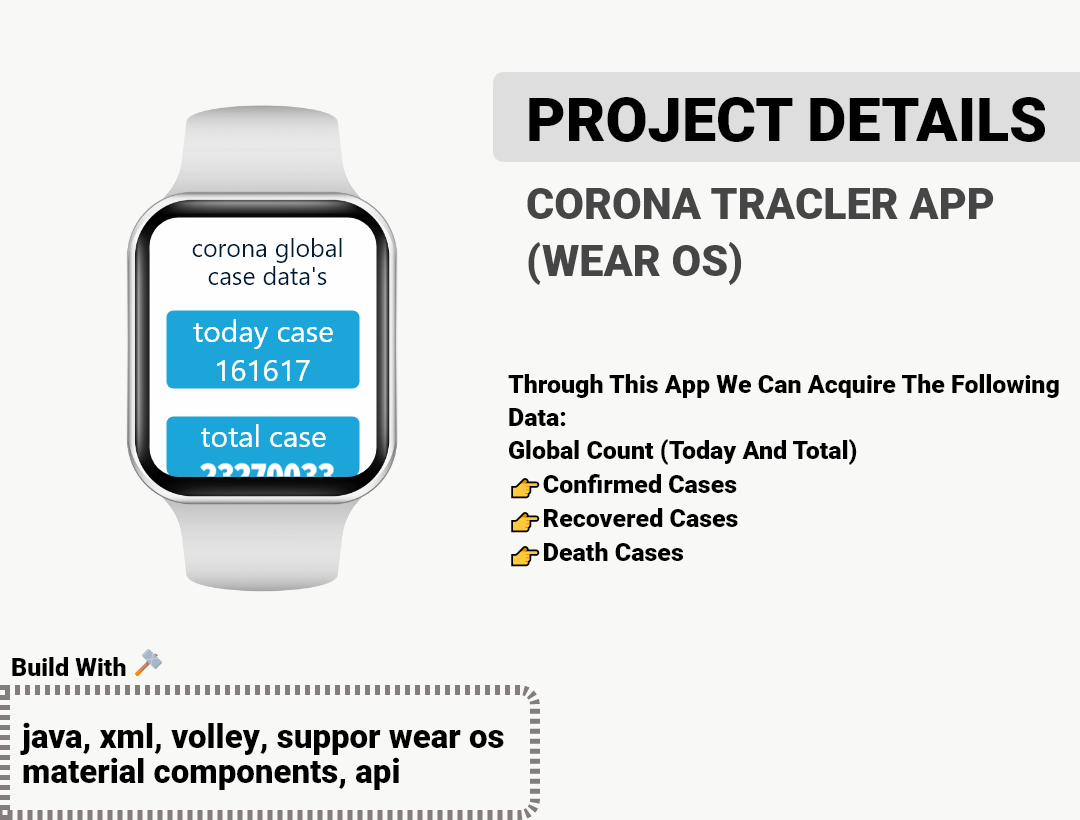 PROJECT DETAILS
CORONA TRACLER APP
(WEAR OS)
corona global
case data's
today case
161617
total case
23270033
Through This App We Can Acquire The Following
Data:
Global Count (Today And Total)
👉Confirmed Cases
👉Recovered Cases
👉Death Cases
Build With
java, xml, volley, suppor wear os
material components, api